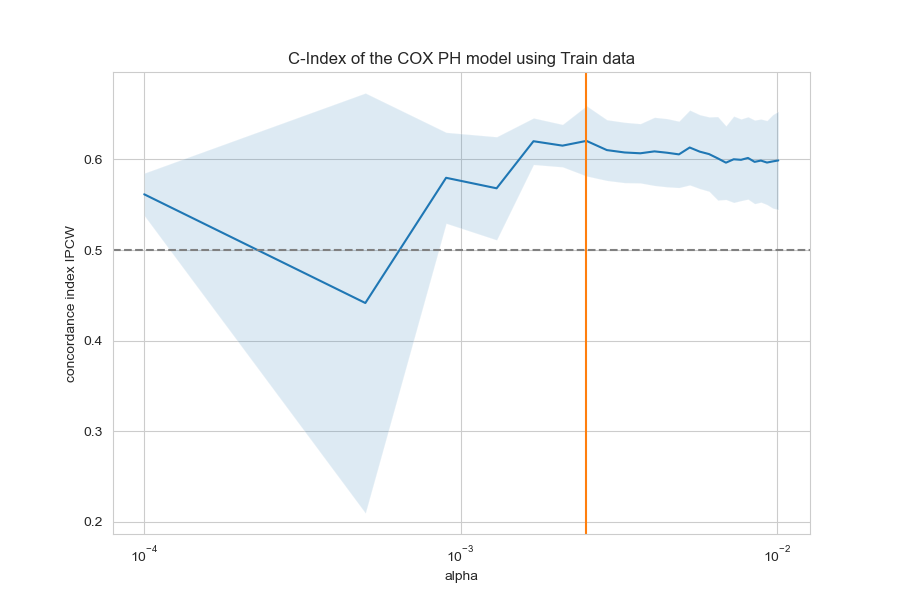 C-Index of the COX PH model using Train data
concordance index IPCW
0.6
0.5
0.4
0.3
0.2
10⁻⁴ 10⁻³ 10⁻²
alpha